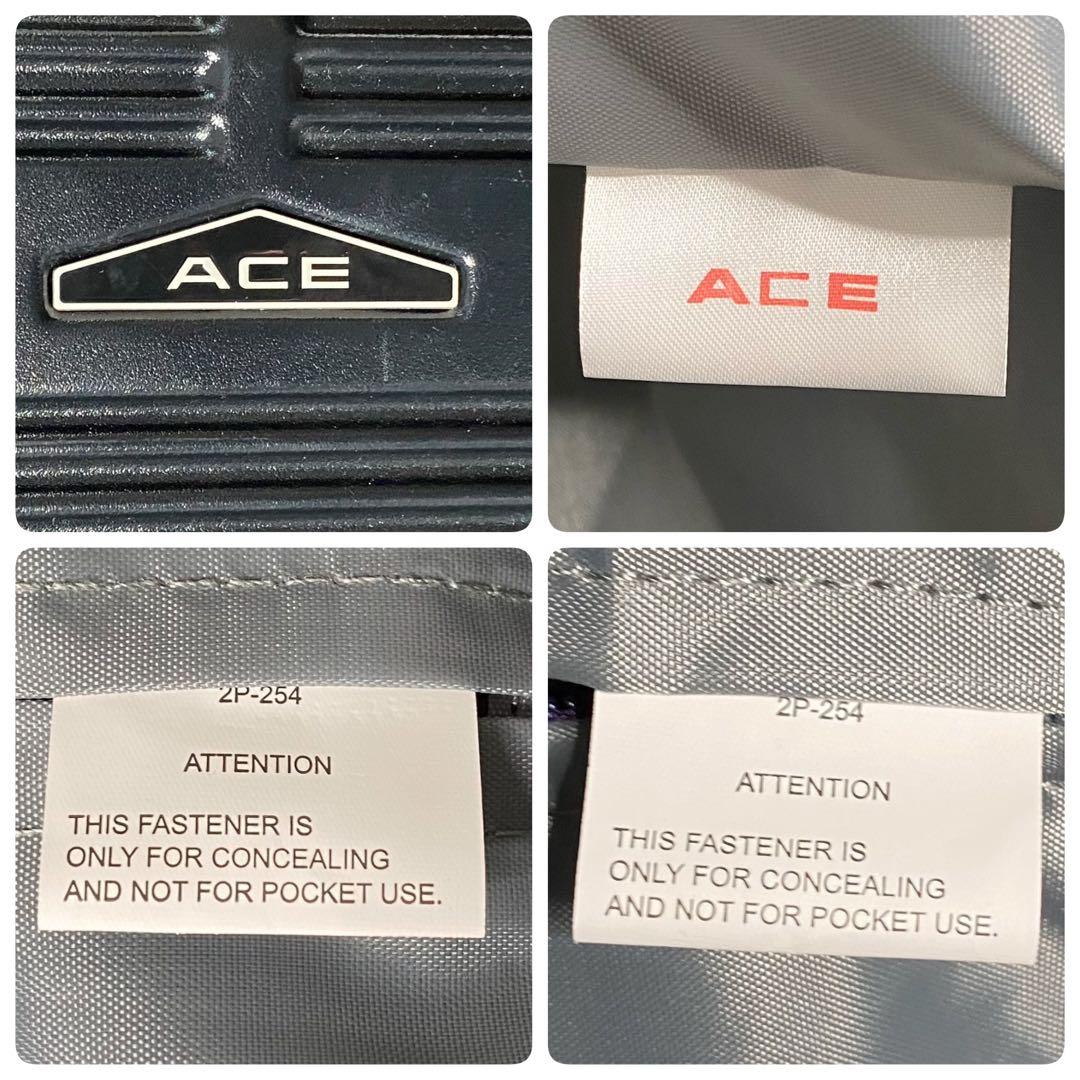 ACE
ACE
2P-254
ATTENTION
THIS FASTENER IS
ONLY FOR CONCEALING
AND NOT FOR POCKET USE.
2P-254
ATTENTION
THIS FASTENER IS
ONLY FOR CONCEALING
AND NOT FOR POCKET USE.